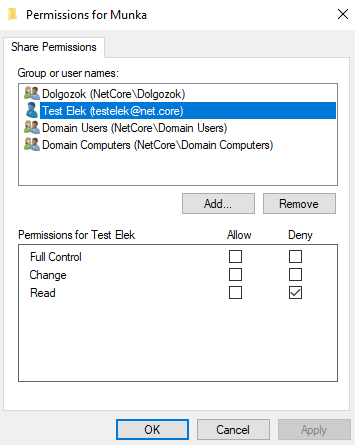 Permissions for Munka
Share Permissions
Group or user names:
Dolgozok (NetCore\Dolgozok)
Test Elek (testelek@net.core)
Domain Users (NetCore\Domain Users)
Domain Computers (NetCore\Domain Computers)
Add... Remove
Permissions for Test Elek Allow Deny
Full Control
Change
Read
OK Cancel Apply